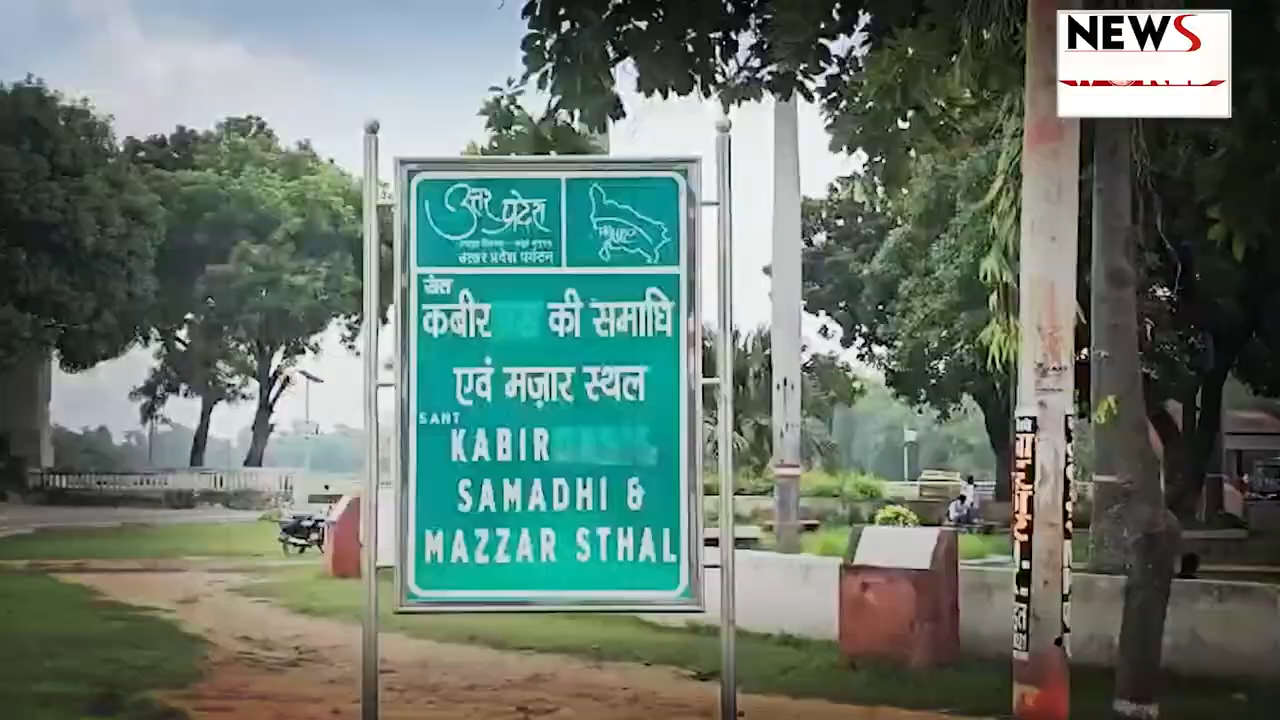 NEWS
WORLD
उत्तर प्रदेश
उत्तर प्रदेश पर्यटन
संत
कबीर की समाधि
एवं मज़ार स्थल
SANT
KABIR
SAMADHI &
MAZZAR STHAL